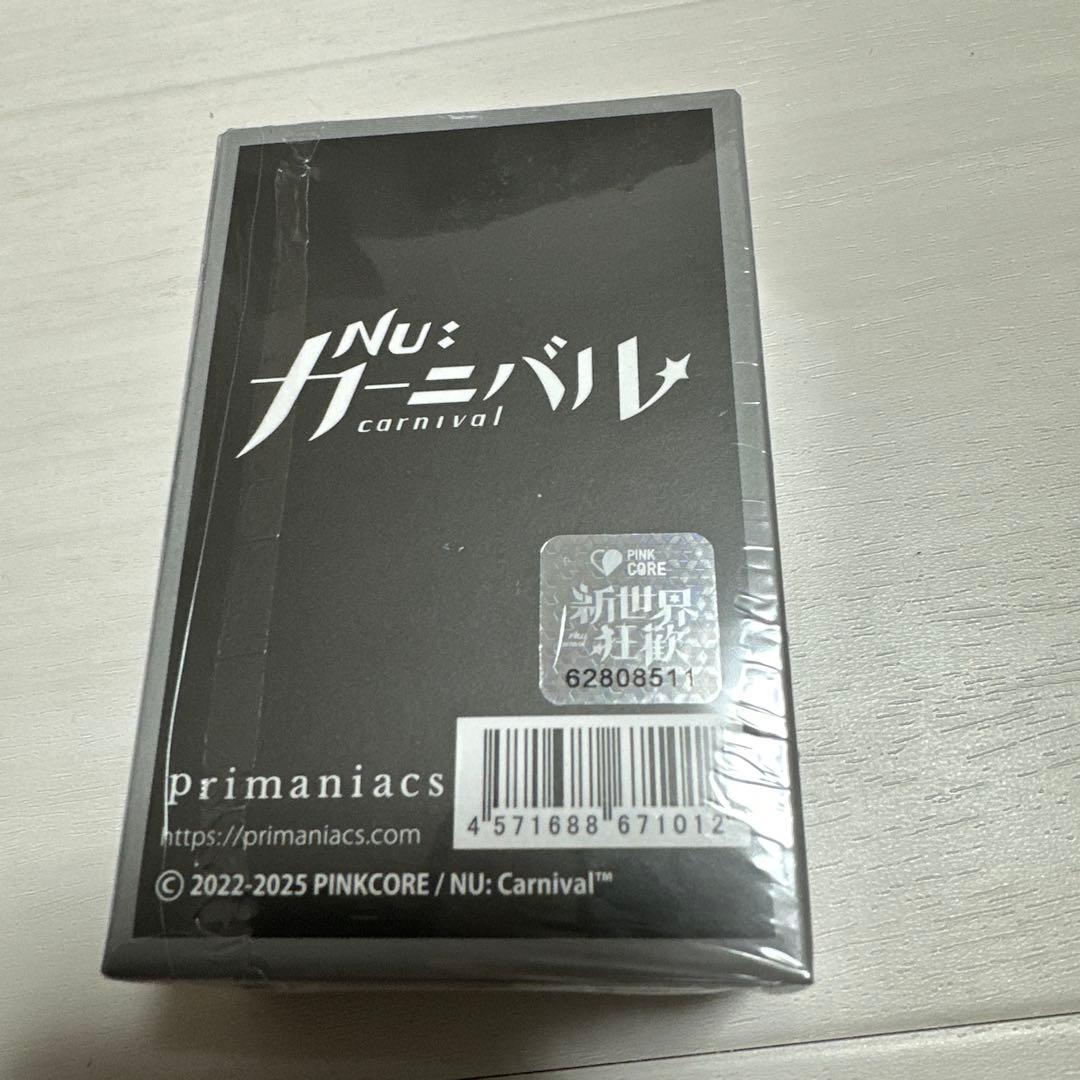 NU:
カーニバル
carnival
PINK
CORE
新世界
狂歡
62808511
primaniacs
https://primaniacs.com
4 571688 671012
© 2022-2025 PINKCORE / NU: Carnival™